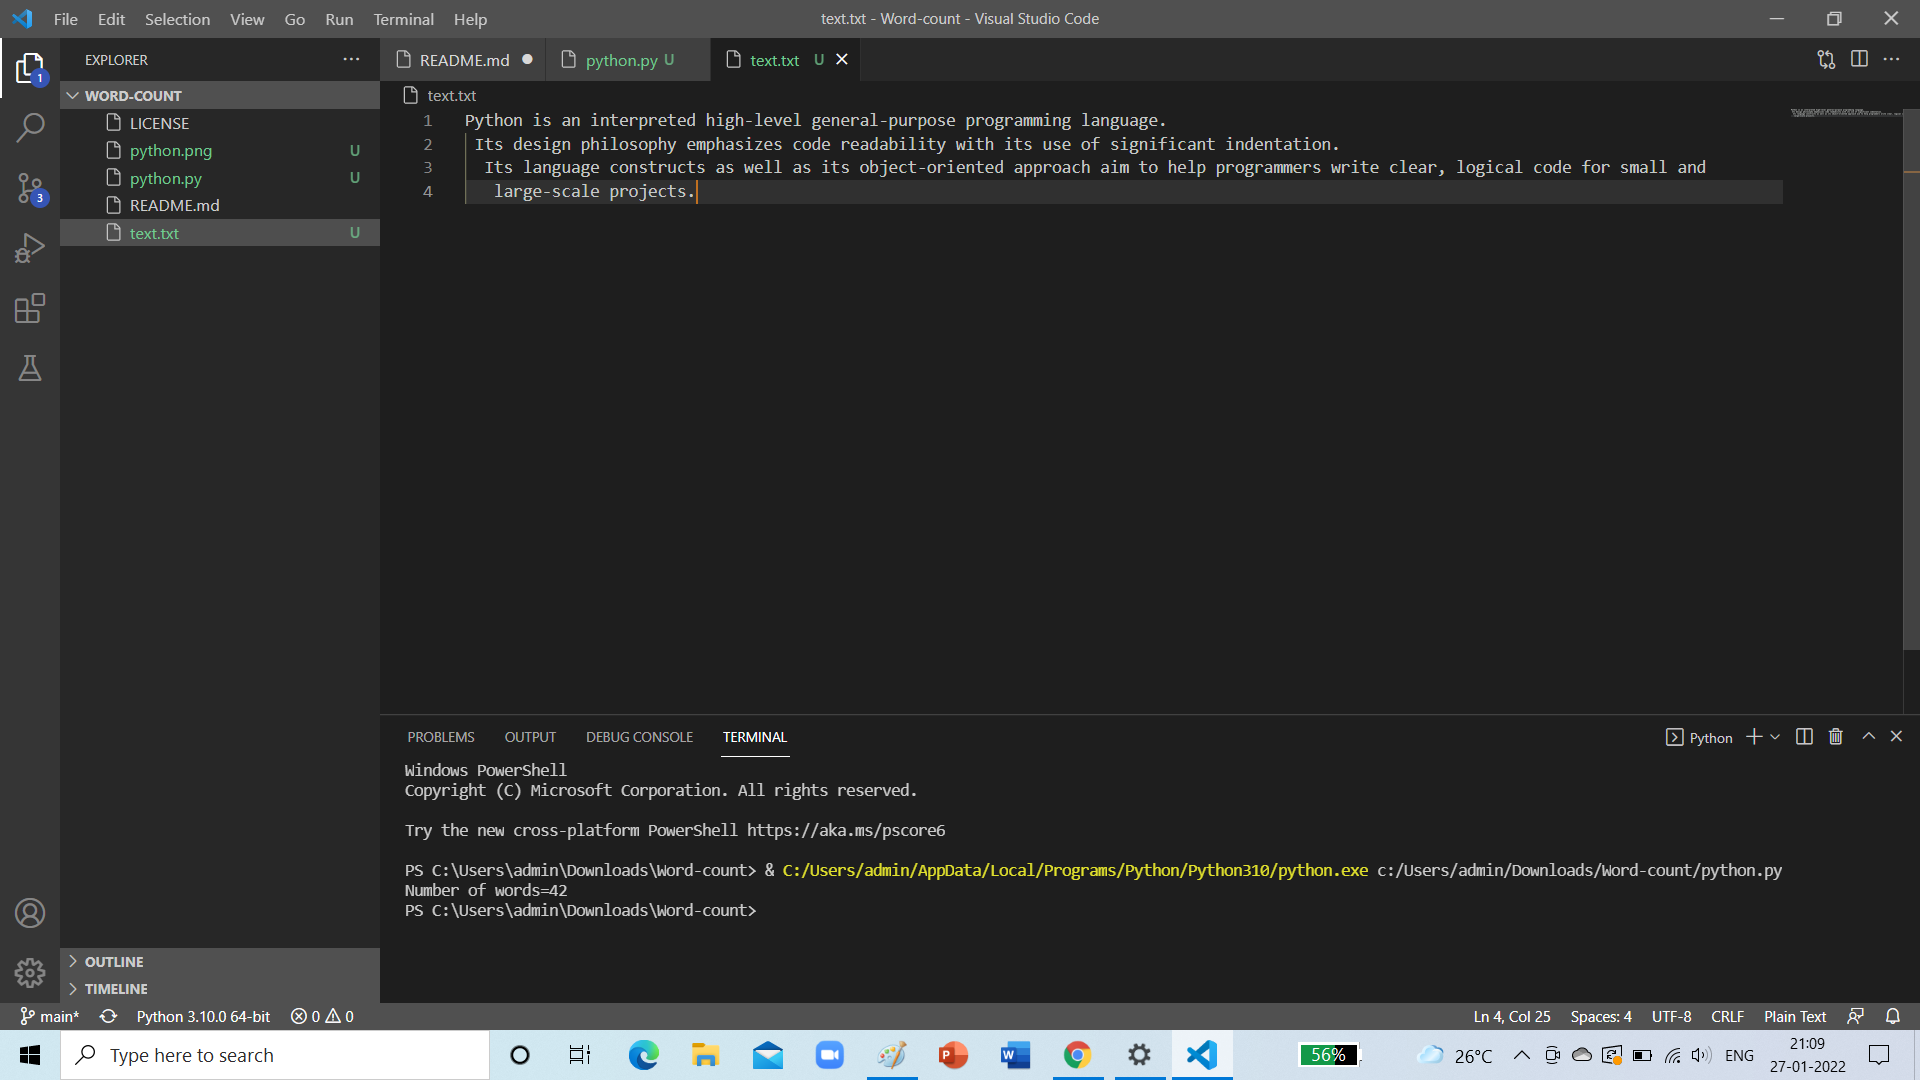 File Edit Selection View Go Run Terminal Help
text.txt - Word-count - Visual Studio Code
EXPLORER
README.md
python.py U
text.txt U
1
WORD-COUNT
LICENSE
python.png U
python.py U
README.md
text.txt U
3
text.txt
1 Python is an interpreted high-level general-purpose programming language.
2 Its design philosophy emphasizes code readability with its use of significant indentation.
3 Its language constructs as well as its object-oriented approach aim to help programmers write clear, logical code for small and
4 large-scale projects.
PROBLEMS OUTPUT DEBUG CONSOLE TERMINAL
Python
Windows PowerShell
Copyright (C) Microsoft Corporation. All rights reserved.
Try the new cross-platform PowerShell https://aka.ms/pscore6
PS C:\Users\admin\Downloads\Word-count> & C:/Users/admin/AppData/Local/Programs/Python/Python310/python.exe c:/Users/admin/Downloads/Word-count/python.py
Number of words=42
PS C:\Users\admin\Downloads\Word-count>
OUTLINE
TIMELINE
main* Python 3.10.0 64-bit 0 0
Ln 4, Col 25 Spaces: 4 UTF-8 CRLF Plain Text
Type here to search
P
W
56%
26°C
ENG
21:09
27-01-2022